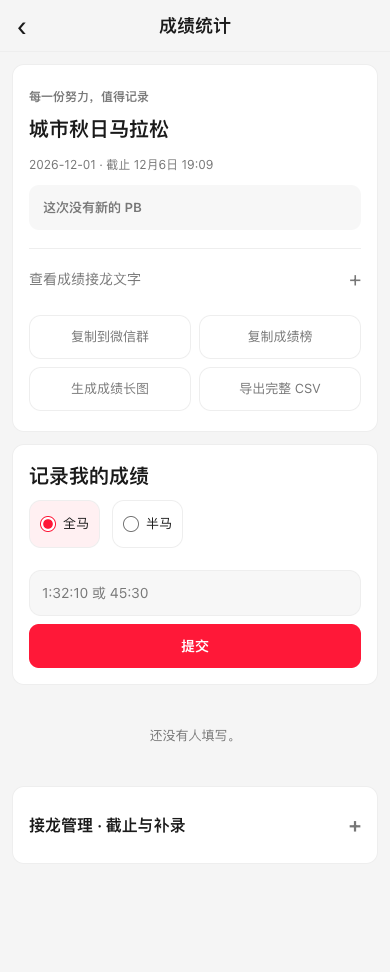 成绩统计
每一份努力，值得记录
城市秋日马拉松
2026-12-01 · 截止 12月6日 19:09
这次没有新的 PB
查看成绩接龙文字 +
复制到微信群 复制成绩榜
生成成绩长图 导出完整 CSV
记录我的成绩
全马 半马
1:32:10 或 45:30
提交
还没有人填写。
接龙管理 · 截止与补录 +